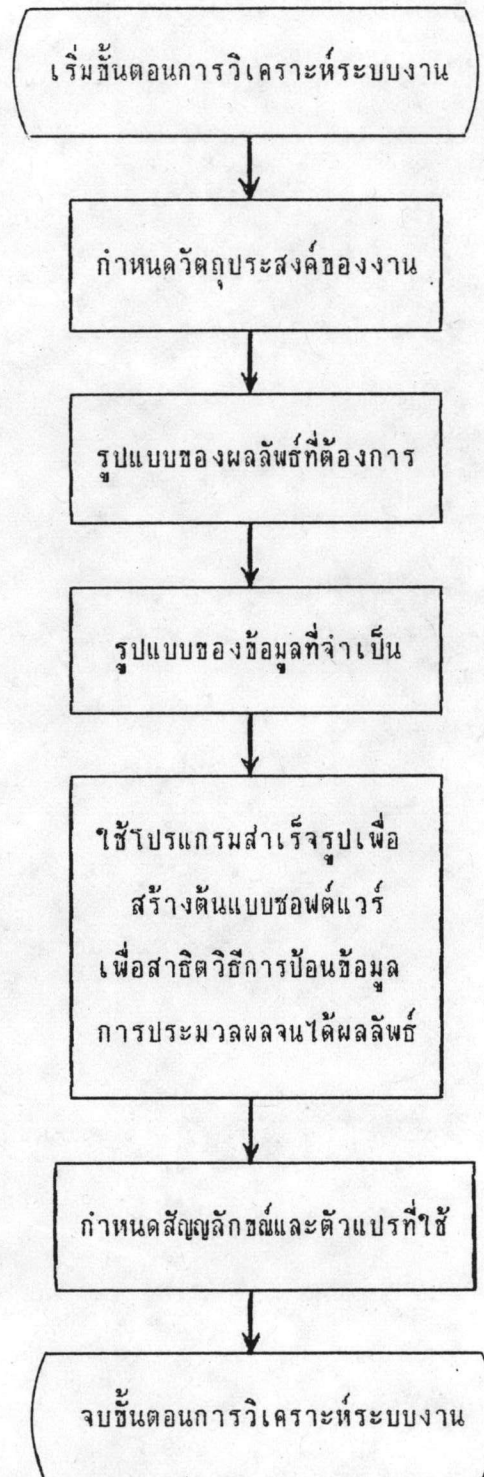 เริ่มขั้นตอนการวิเคราะห์ระบบงาน
กำหนดวัตถุประสงค์ของงาน
รูปแบบของผลลัพธ์ที่ต้องการ
รูปแบบของข้อมูลที่จำเป็น
ใช้โปรแกรมสำเร็จรูปเพื่อ
สร้างต้นแบบซอฟต์แวร์
เพื่อสาธิตวิธีการป้อนข้อมูล
การประมวลผลจนได้ผลลัพธ์
กำหนดสัญญลักษณ์และตัวแปรที่ใช้
จบขั้นตอนการวิเคราะห์ระบบงาน